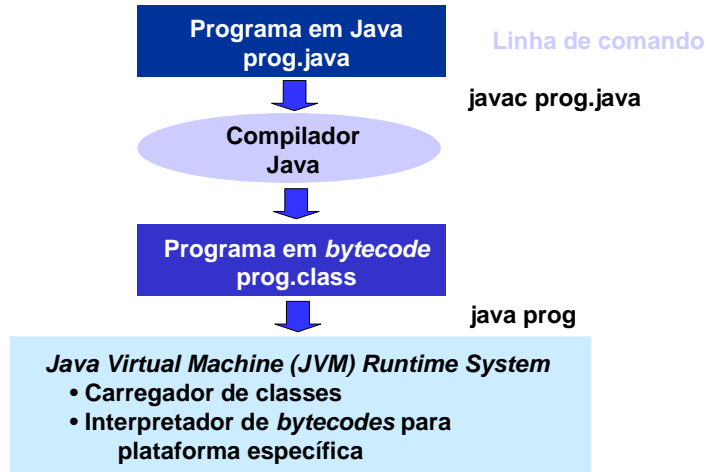 Programa em Java
prog.java
Linha de comando
javac prog.java
Compilador
Java
Programa em bytecode
prog.class
java prog
Java Virtual Machine (JVM) Runtime System
• Carregador de classes
• Interpretador de bytecodes para
plataforma específica